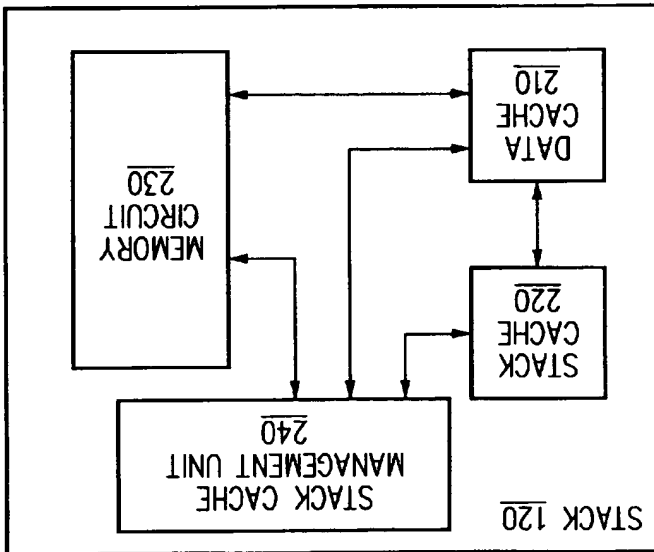 STACK 120
STACK CACHE
MANAGEMENT UNIT
240
STACK
CACHE
220
DATA
CACHE
210
MEMORY
CIRCUIT
230